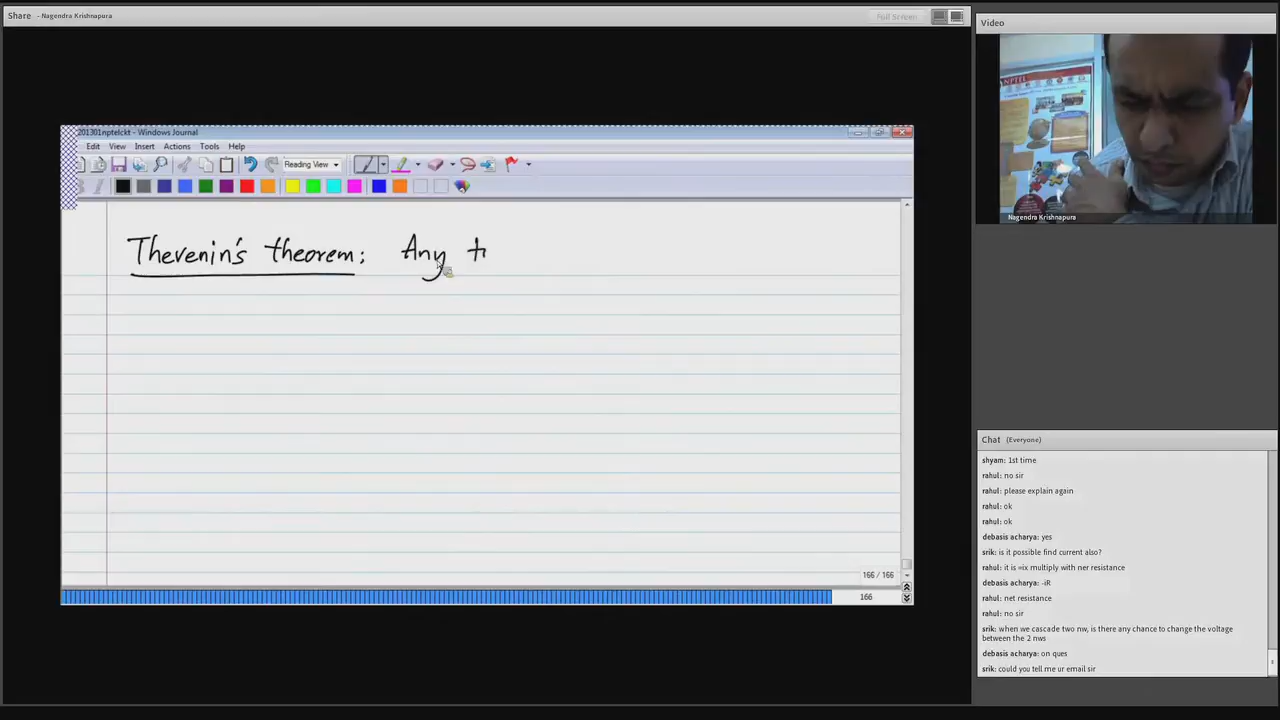 Share - Nagendra Krishnapura
Full Screen
Video
NPTEL
Nagendra Krishnapura
201301nptelckt - Windows Journal
Edit View Insert Actions Tools Help
Reading View
Thevenin's theorem: Any t
166 / 166
166
Chat (Everyone)
shyam: 1st time
rahul: no sir
rahul: please explain again
rahul: ok
rahul: ok
debasis acharya: yes
srik: is it possible find current also?
rahul: it is =ix multiply with ner resistance
debasis acharya: -iR
rahul: net resistance
rahul: no sir
srik: when we cascade two nw, is there any chance to change the voltage
between the 2 nws
debasis acharya: on ques
srik: could you tell me ur email sir